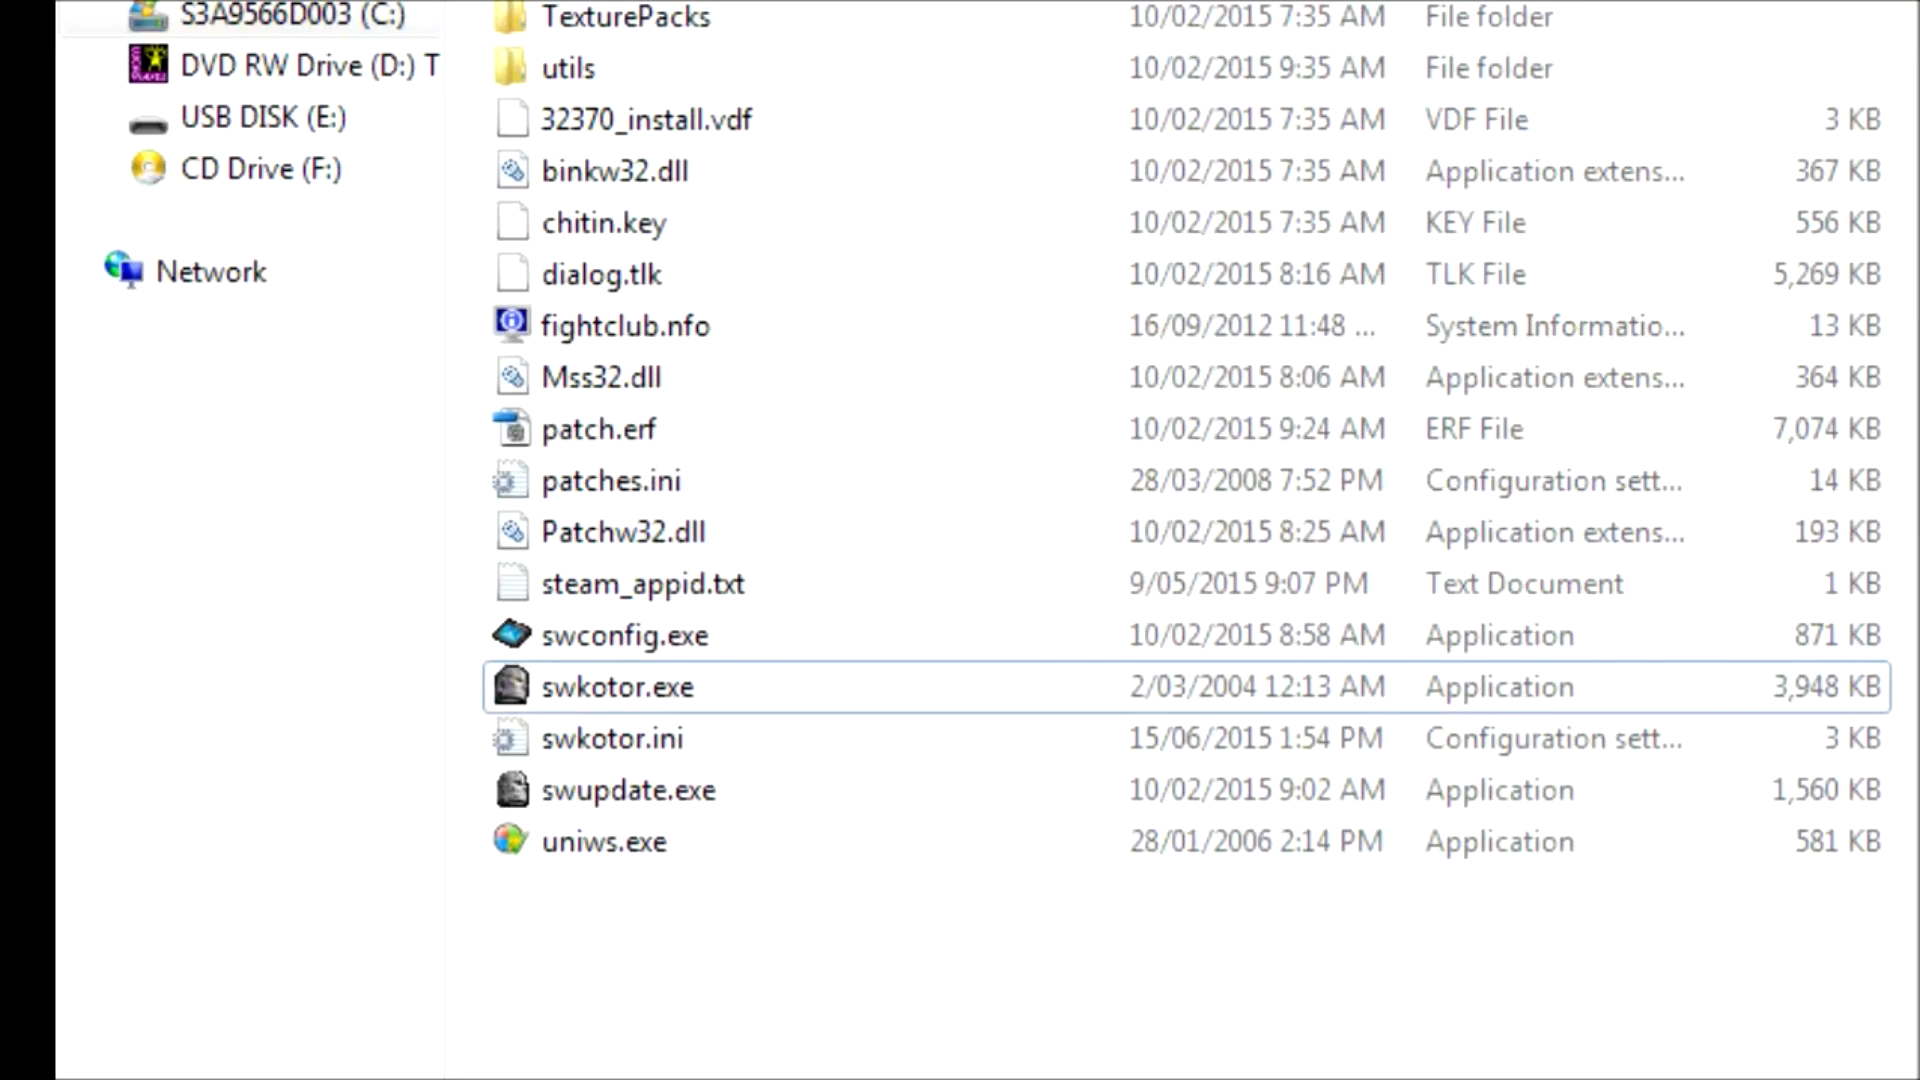 S3A9566D003 (C:)
DVD RW Drive (D:) T
USB DISK (E:)
CD Drive (F:)
Network
TexturePacks 10/02/2015 7:35 AM File folder
utils 10/02/2015 9:35 AM File folder
32370_install.vdf 10/02/2015 7:35 AM VDF File 3 KB
binkw32.dll 10/02/2015 7:35 AM Application extens... 367 KB
chitin.key 10/02/2015 7:35 AM KEY File 556 KB
dialog.tlk 10/02/2015 8:16 AM TLK File 5,269 KB
fightclub.nfo 16/09/2012 11:48 ... System Informatio... 13 KB
Mss32.dll 10/02/2015 8:06 AM Application extens... 364 KB
patch.erf 10/02/2015 9:24 AM ERF File 7,074 KB
patches.ini 28/03/2008 7:52 PM Configuration sett... 14 KB
Patchw32.dll 10/02/2015 8:25 AM Application extens... 193 KB
steam_appid.txt 9/05/2015 9:07 PM Text Document 1 KB
swconfig.exe 10/02/2015 8:58 AM Application 871 KB
swkotor.exe 2/03/2004 12:13 AM Application 3,948 KB
swkotor.ini 15/06/2015 1:54 PM Configuration sett... 3 KB
swupdate.exe 10/02/2015 9:02 AM Application 1,560 KB
uniws.exe 28/01/2006 2:14 PM Application 581 KB